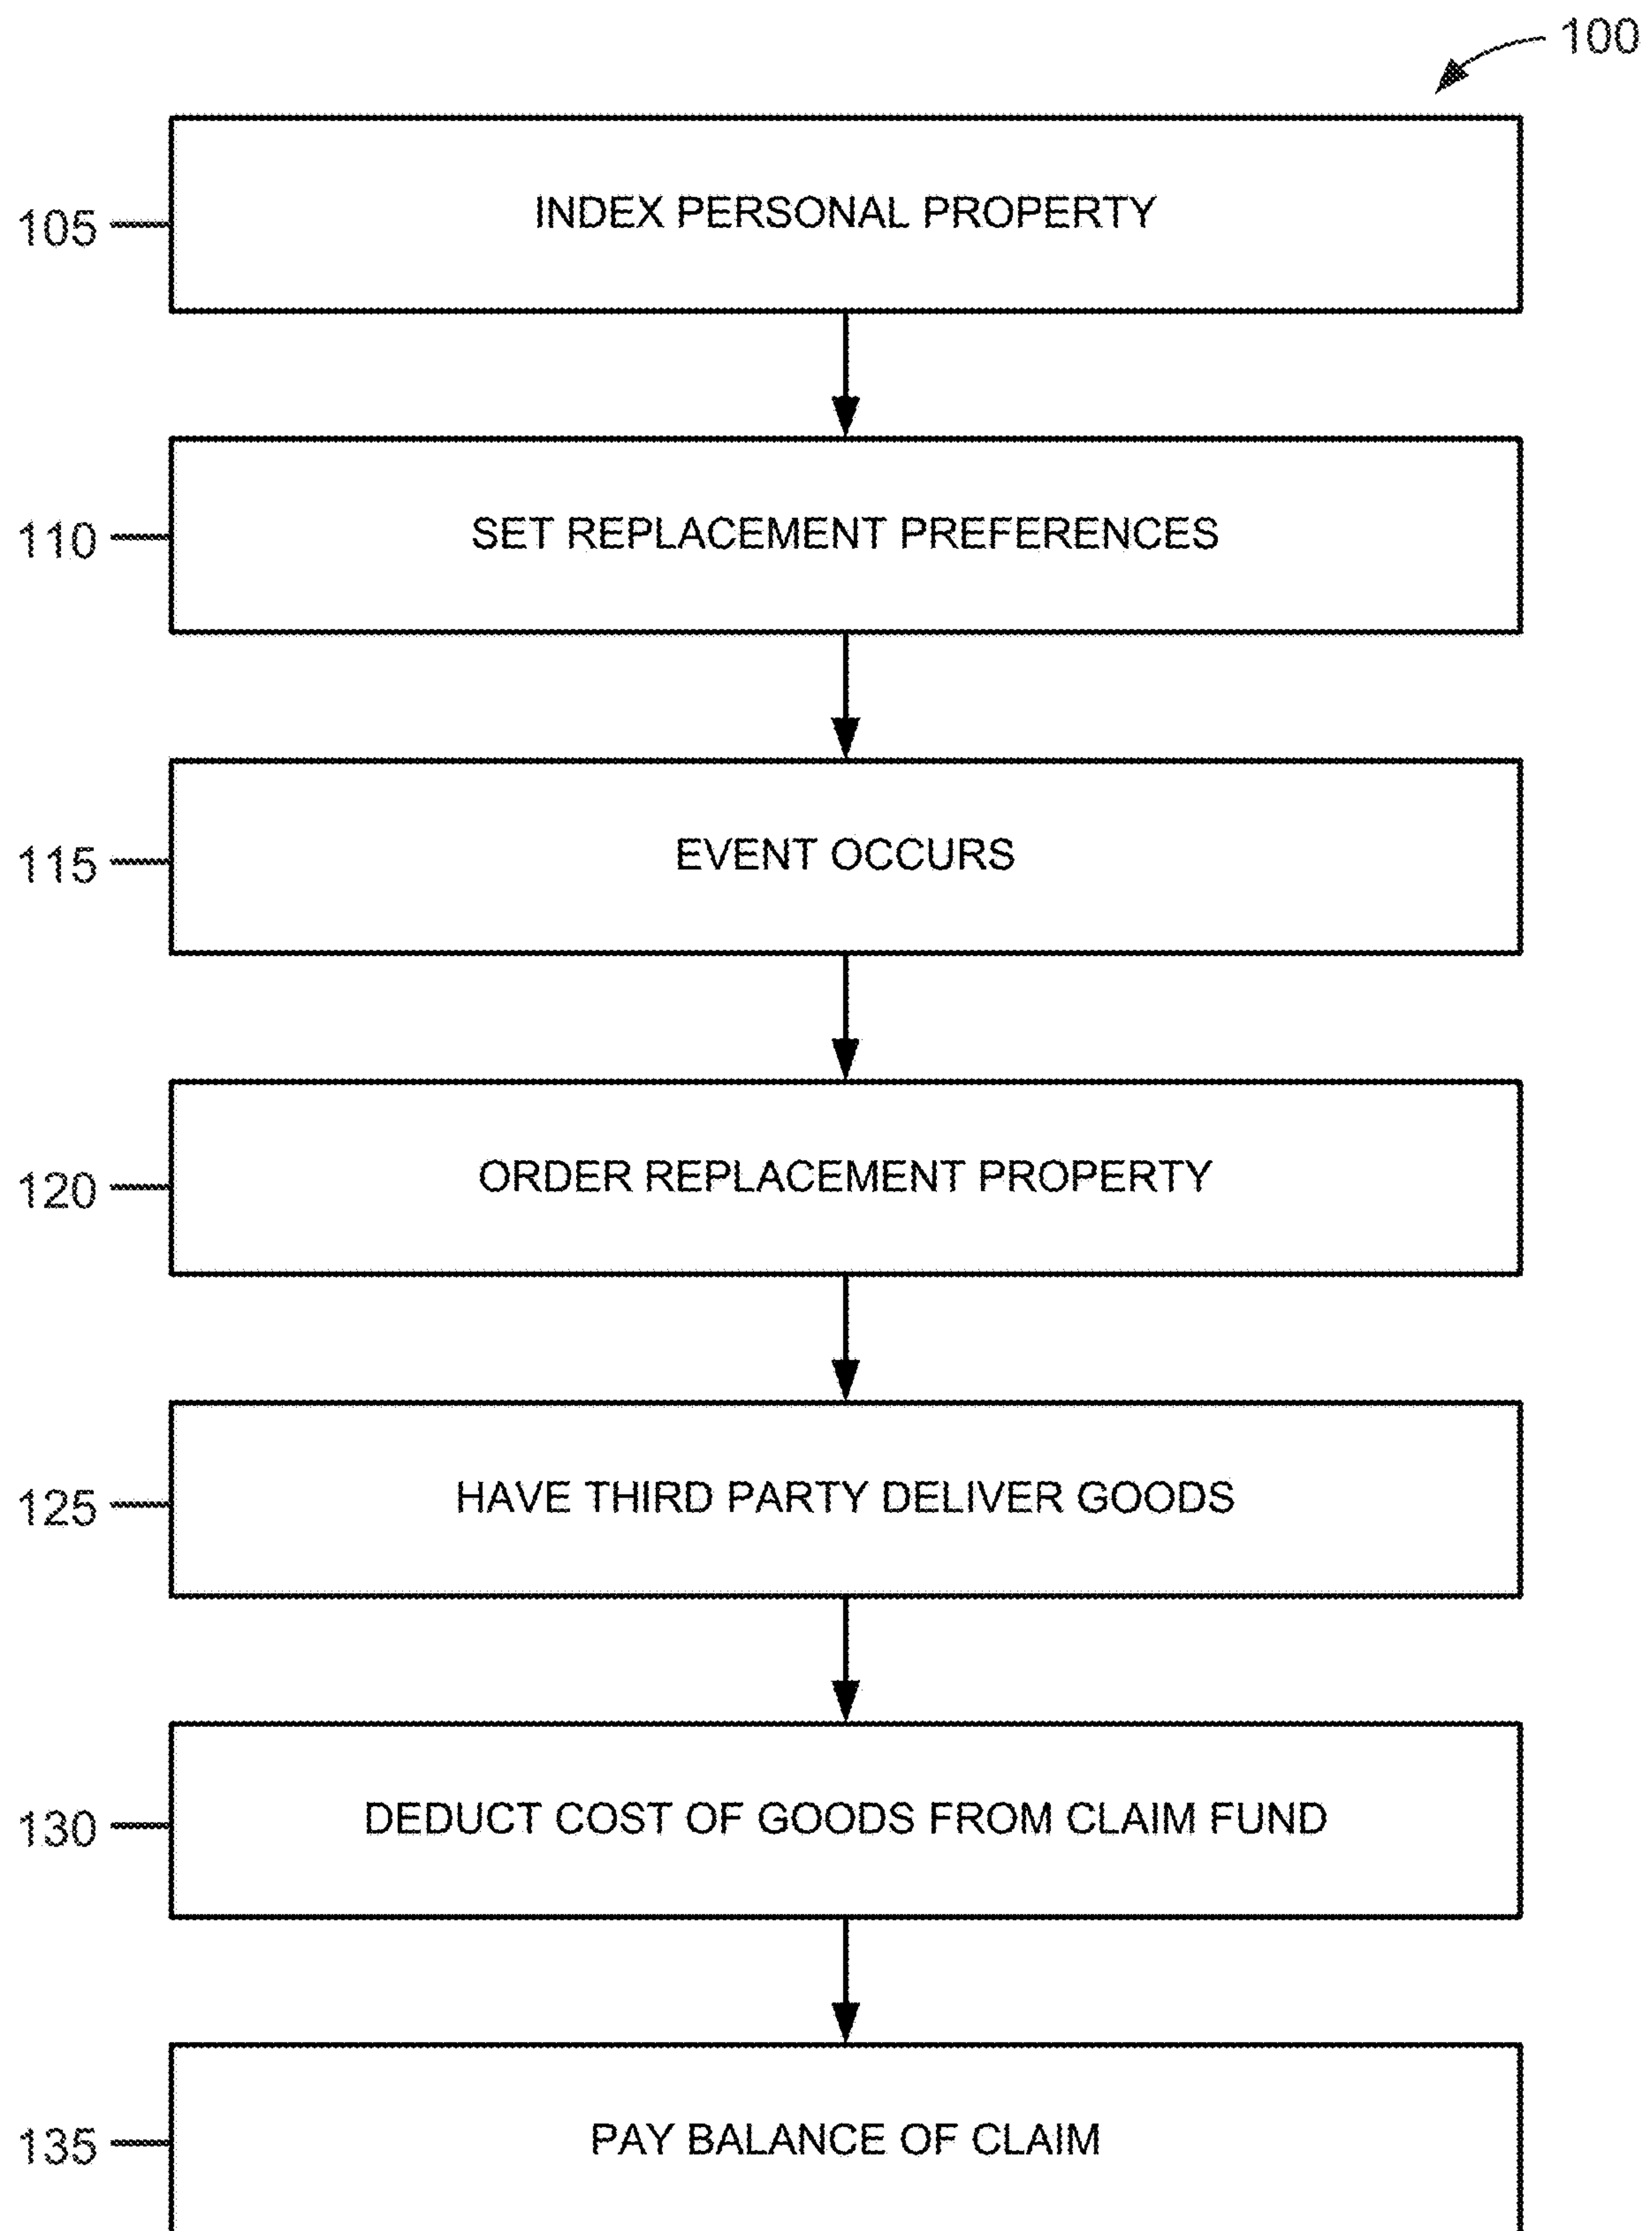 100
105
INDEX PERSONAL PROPERTY
110
SET REPLACEMENT PREFERENCES
115
EVENT OCCURS
120
ORDER REPLACEMENT PROPERTY
125
HAVE THIRD PARTY DELIVER GOODS
130
DEDUCT COST OF GOODS FROM CLAIM FUND
135
PAY BALANCE OF CLAIM